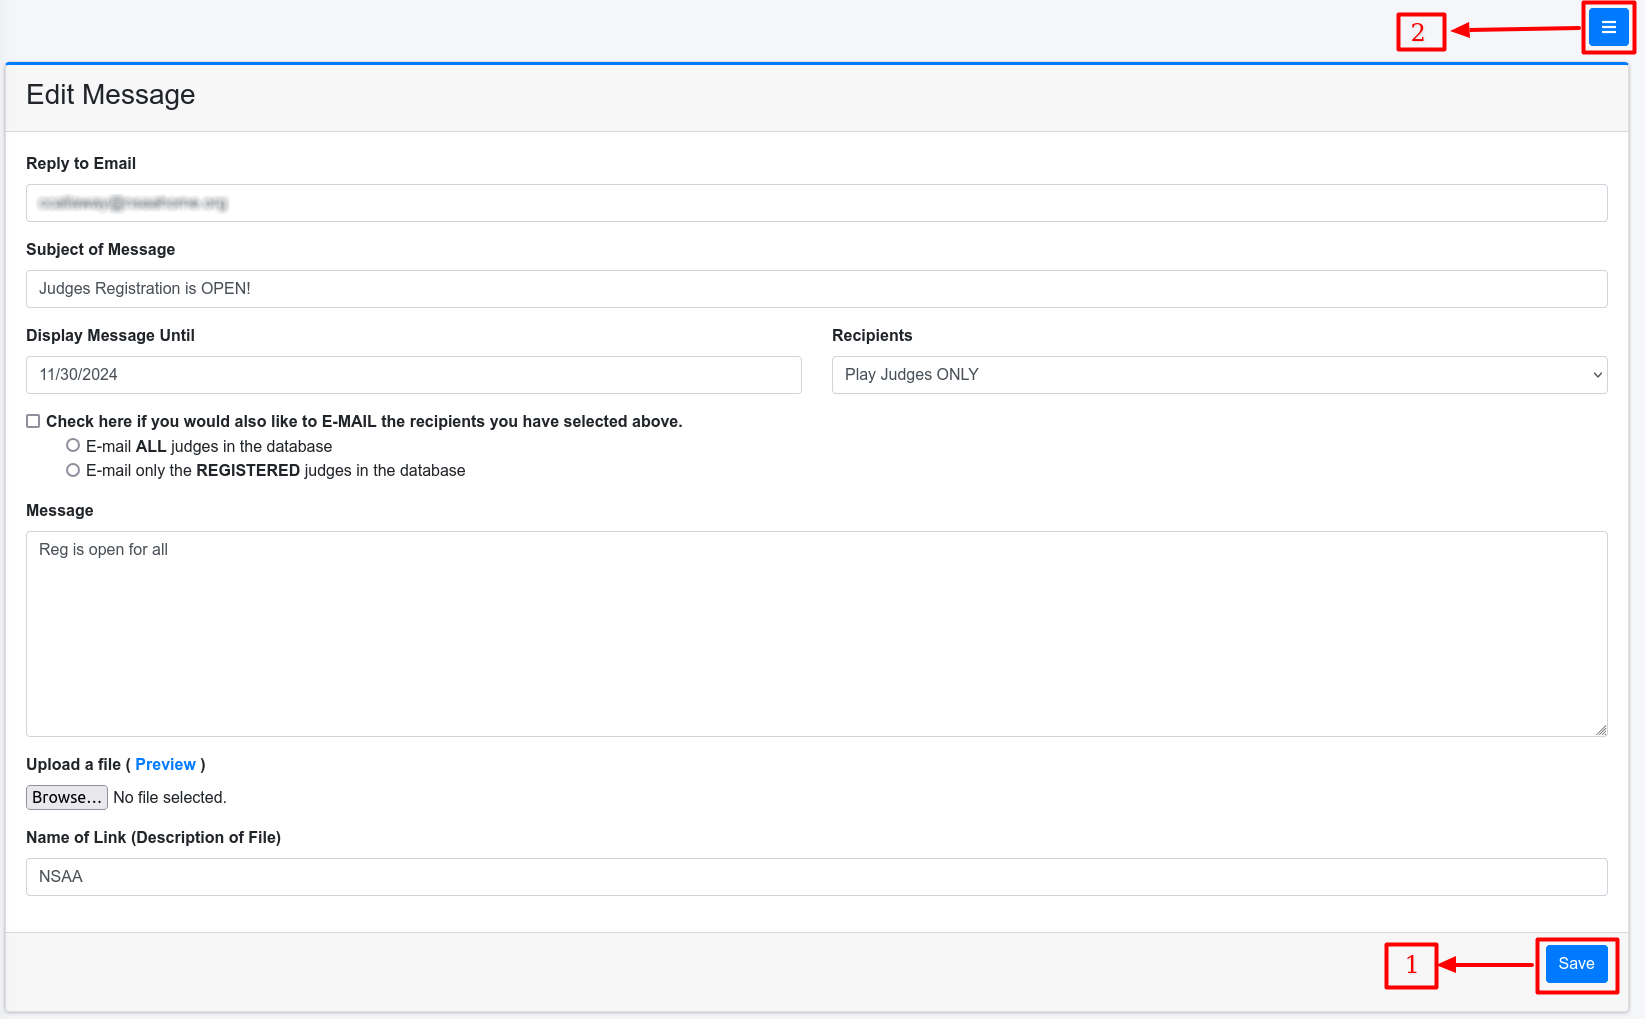 2
Edit Message
Reply to Email
Subject of Message
Judges Registration is OPEN!
Display Message Until
Recipients
11/30/2024
Play Judges ONLY
Check here if you would also like to E-MAIL the recipients you have selected above.
E-mail ALL judges in the database
E-mail only the REGISTERED judges in the database
Message
Reg is open for all
Upload a file ( Preview )
Browse... No file selected.
Name of Link (Description of File)
NSAA
1
Save